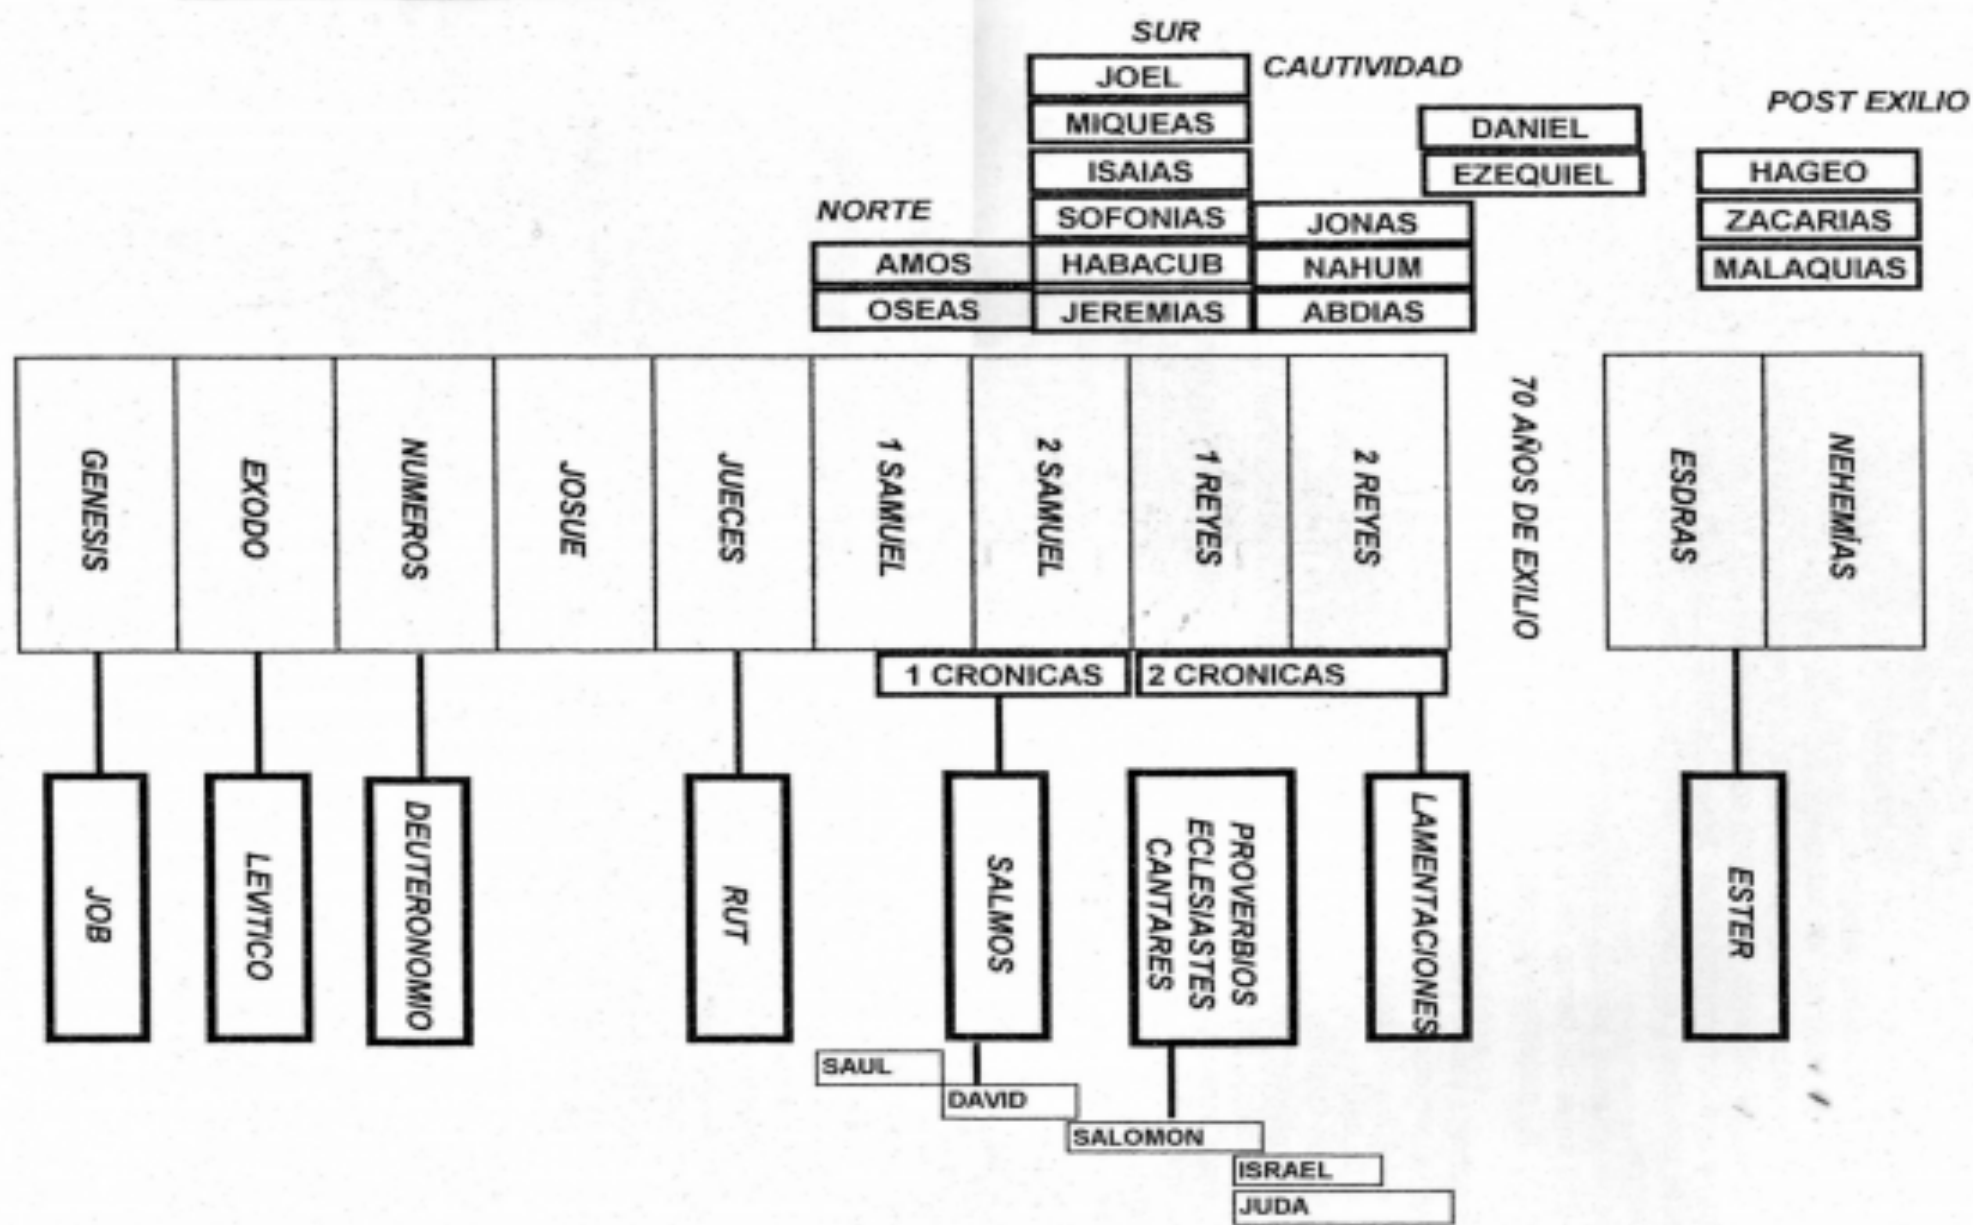 SUR
JOEL
CAUTIVIDAD
MIQUEAS
DANIEL
POST EXILIO
ISAIAS
EZEQUIEL
HAGEO
NORTE
SOFONIAS
JONAS
ZACARIAS
AMOS
HABACUB
NAHUM
MALAQUIAS
OSEAS
JEREMIAS
ABDIAS
GENESIS
EXODO
NUMEROS
JOSUE
JUECES
1 SAMUEL
2 SAMUEL
1 REYES
2 REYES
70 AÑOS DE EXILIO
ESDRAS
NEHEMÍAS
1 CRONICAS
2 CRONICAS
JOB
LEVITICO
DEUTERONOMIO
RUT
SALMOS
PROVERBIOS
ECLESIASTES
CANTARES
LAMENTACIONES
ESTER
SAUL
DAVID
SALOMON
ISRAEL
JUDA